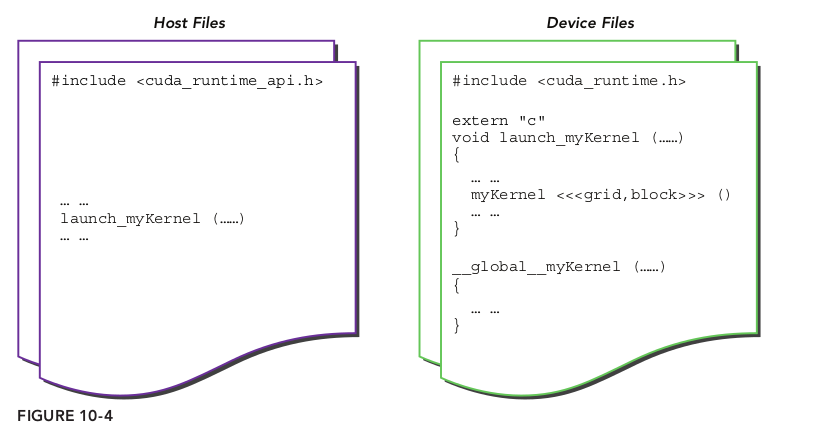 Host Files
#include <cuda_runtime_api.h>
… …
launch_myKernel (……)
… …
Device Files
#include <cuda_runtime.h>
extern "c"
void launch_myKernel (……)
{
… …
myKernel <<<grid,block>>> ()
… …
}
__global__myKernel (……)
{
… …
}
FIGURE 10-4